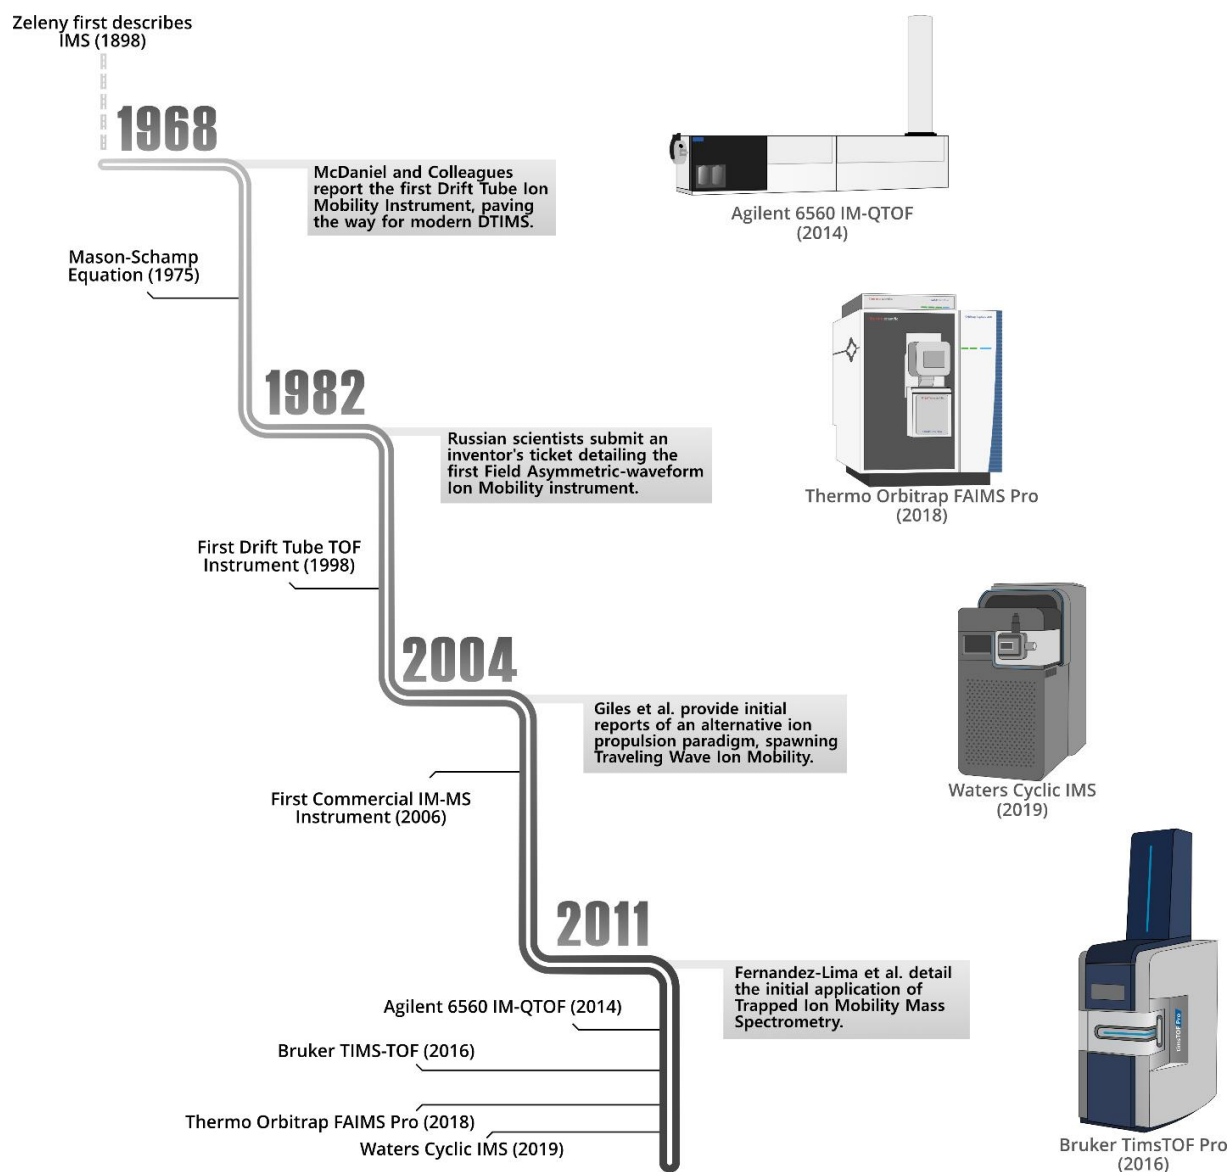 Zeleny first describes
IMS (1898)
1968
McDaniel and Colleagues
report the first Drift Tube Ion
Mobility Instrument, paving
the way for modern DTIMS.
Agilent 6560 IM-QTOF
(2014)
Mason-Schamp
Equation (1975)
1982
Russian scientists submit an
inventor's ticket detailing the
first Field Asymmetric-waveform
Ion Mobility instrument.
Thermo Orbitrap FAIMS Pro
(2018)
First Drift Tube TOF
Instrument (1998)
2004
Giles et al. provide initial
reports of an alternative ion
propulsion paradigm, spawning
Traveling Wave Ion Mobility.
Waters Cyclic IMS
(2019)
First Commercial IM-MS
Instrument (2006)
2011
Fernandez-Lima et al. detail
the initial application of
Trapped Ion Mobility Mass
Spectrometry.
Agilent 6560 IM-QTOF (2014)
Bruker TIMS-TOF (2016)
Thermo Orbitrap FAIMS Pro (2018)
Waters Cyclic IMS (2019)
timsTOF Pro
Bruker TimsTOF Pro
(2016)